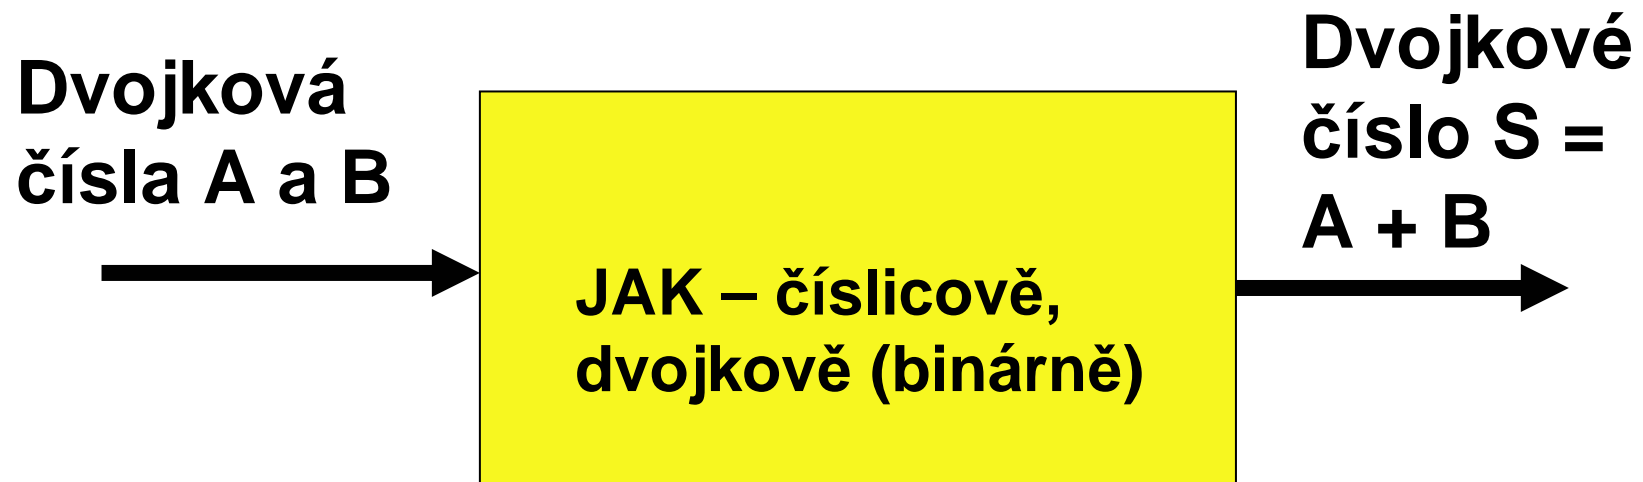 Dvojková
čísla A a B
JAK – číslicově,
dvojkově (binárně)
Dvojkové
číslo S =
A + B